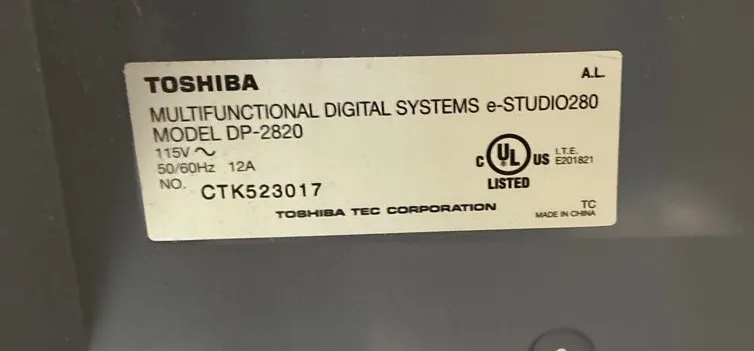 TOSHIBA
A.L.
MULTIFUNCTIONAL DIGITAL SYSTEMS e-STUDIO280
MODEL DP-2820
115V ~
50/60Hz 12A
NO. CTK523017
C UL US
LISTED
I.T.E.
E201821
TOSHIBA TEC CORPORATION
TC
MADE IN CHINA